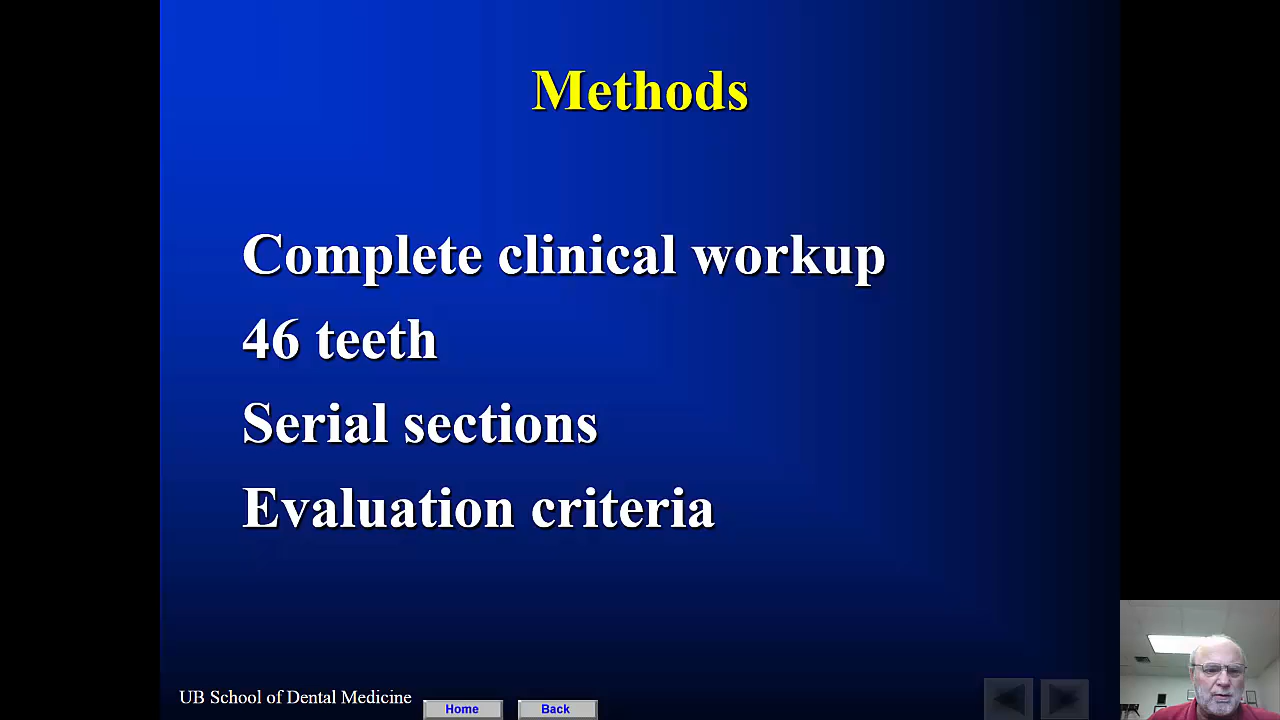 Methods
Complete clinical workup
46 teeth
Serial sections
Evaluation criteria
UB School of Dental Medicine
Home
Back